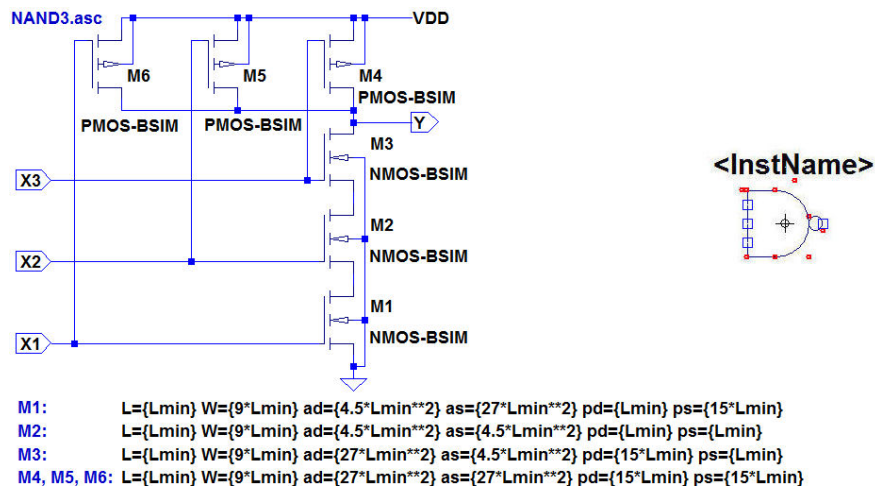 NAND3.asc
VDD
M6
M5
M4
PMOS-BSIM
PMOS-BSIM
PMOS-BSIM
Y
M3
<InstName>
X3
NMOS-BSIM
M2
X2
NMOS-BSIM
M1
X1
NMOS-BSIM
M1: L={Lmin} W={9*Lmin} ad={4.5*Lmin**2} as={27*Lmin**2} pd={Lmin} ps={15*Lmin}
M2: L={Lmin} W={9*Lmin} ad={4.5*Lmin**2} as={4.5*Lmin**2} pd={Lmin} ps={Lmin}
M3: L={Lmin} W={9*Lmin} ad={27*Lmin**2} as={4.5*Lmin**2} pd={15*Lmin} ps={Lmin}
M4, M5, M6: L={Lmin} W={9*Lmin} ad={27*Lmin**2} as={27*Lmin**2} pd={15*Lmin} ps={15*Lmin}